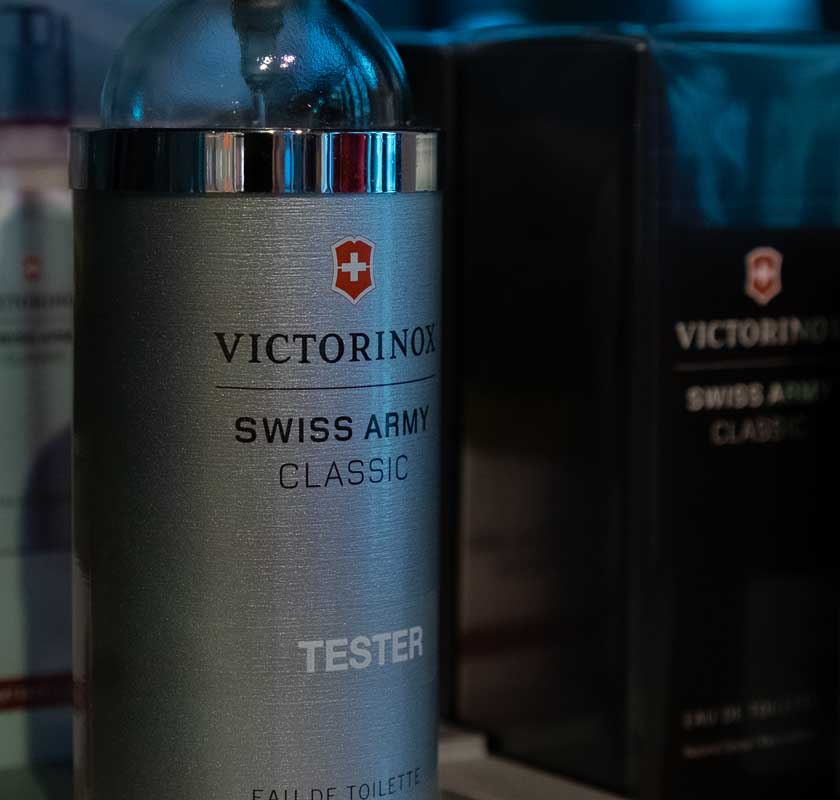 VICTORINOX
SWISS ARMY
CLASSIC
TESTER
EAU DE TOILETTE
VICTORINOX
SWISS ARMY
CLASSIC
EAU DE TOILETTE